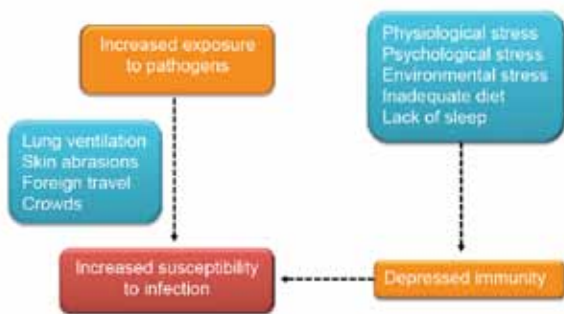 Increased exposure
to pathogens
Physiological stress
Psychological stress
Environmental stress
Inadequate diet
Lack of sleep
Lung ventilation
Skin abrasions
Foreign travel
Crowds
Increased susceptibility
to infection
Depressed immunity